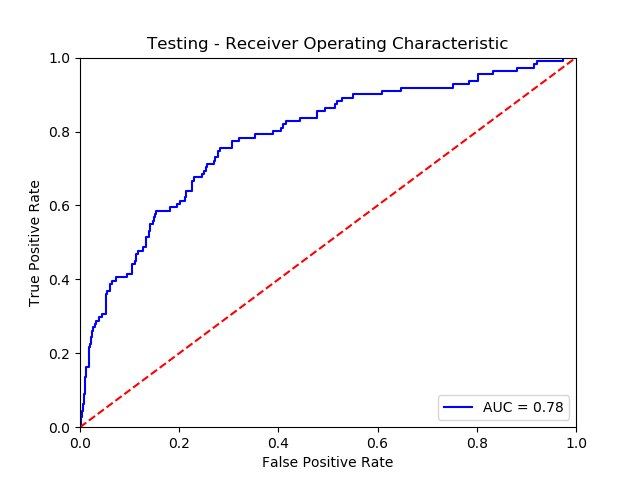 Testing - Receiver Operating Characteristic
True Positive Rate
1.0
0.8
0.6
0.4
0.2
0.0
AUC = 0.78
0.0 0.2 0.4 0.6 0.8 1.0
False Positive Rate